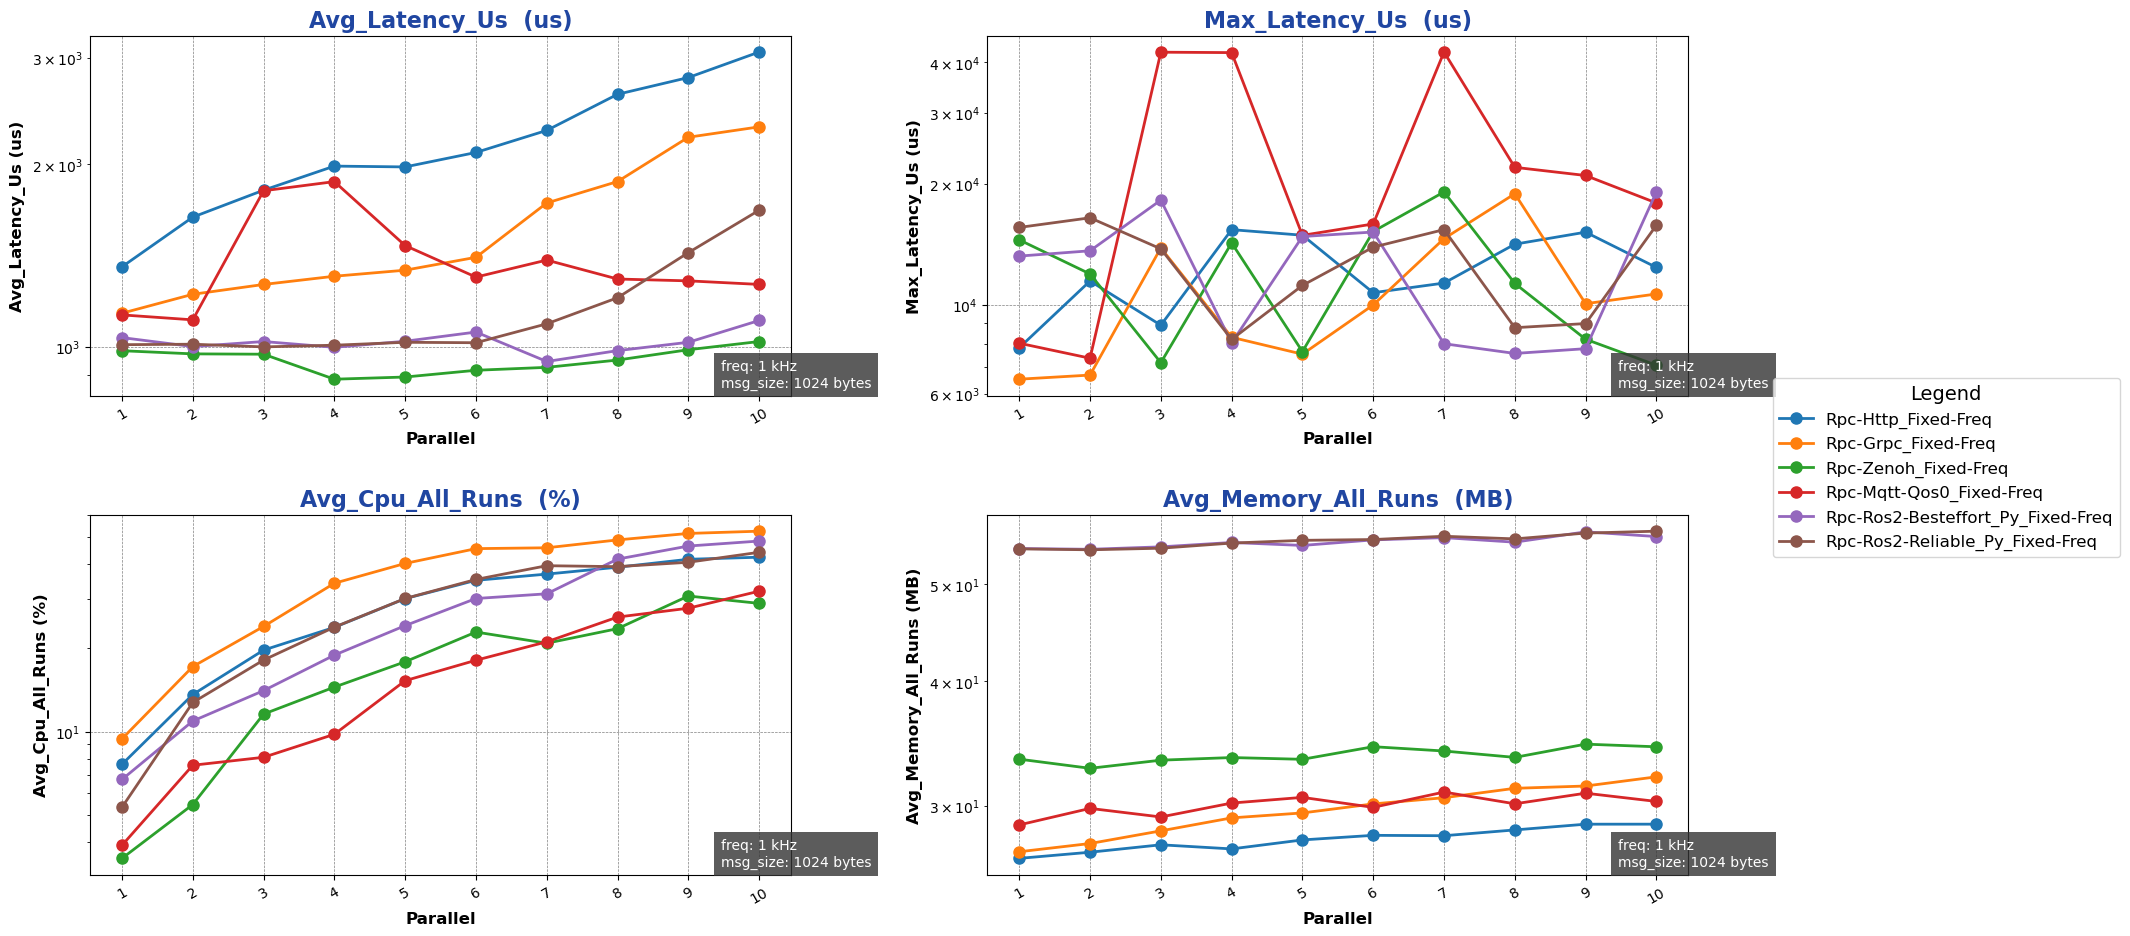 Avg_Latency_Us (us)
Avg_Latency_Us (us)
3 × 10³
2 × 10³
10³
1 2 3 4 5 6 7 8 9 10
Parallel
freq: 1 kHz
msg_size: 1024 bytes
Max_Latency_Us (us)
Max_Latency_Us (us)
4 × 10⁴
3 × 10⁴
2 × 10⁴
10⁴
6 × 10³
1 2 3 4 5 6 7 8 9 10
Parallel
freq: 1 kHz
msg_size: 1024 bytes
Legend
Rpc-Http_Fixed-Freq
Rpc-Grpc_Fixed-Freq
Rpc-Zenoh_Fixed-Freq
Rpc-Mqtt-Qos0_Fixed-Freq
Rpc-Ros2-Besteffort_Py_Fixed-Freq
Rpc-Ros2-Reliable_Py_Fixed-Freq
Avg_Cpu_All_Runs (%)
Avg_Cpu_All_Runs (%)
10¹
1 2 3 4 5 6 7 8 9 10
Parallel
freq: 1 kHz
msg_size: 1024 bytes
Avg_Memory_All_Runs (MB)
Avg_Memory_All_Runs (MB)
5 × 10¹
4 × 10¹
3 × 10¹
1 2 3 4 5 6 7 8 9 10
Parallel
freq: 1 kHz
msg_size: 1024 bytes